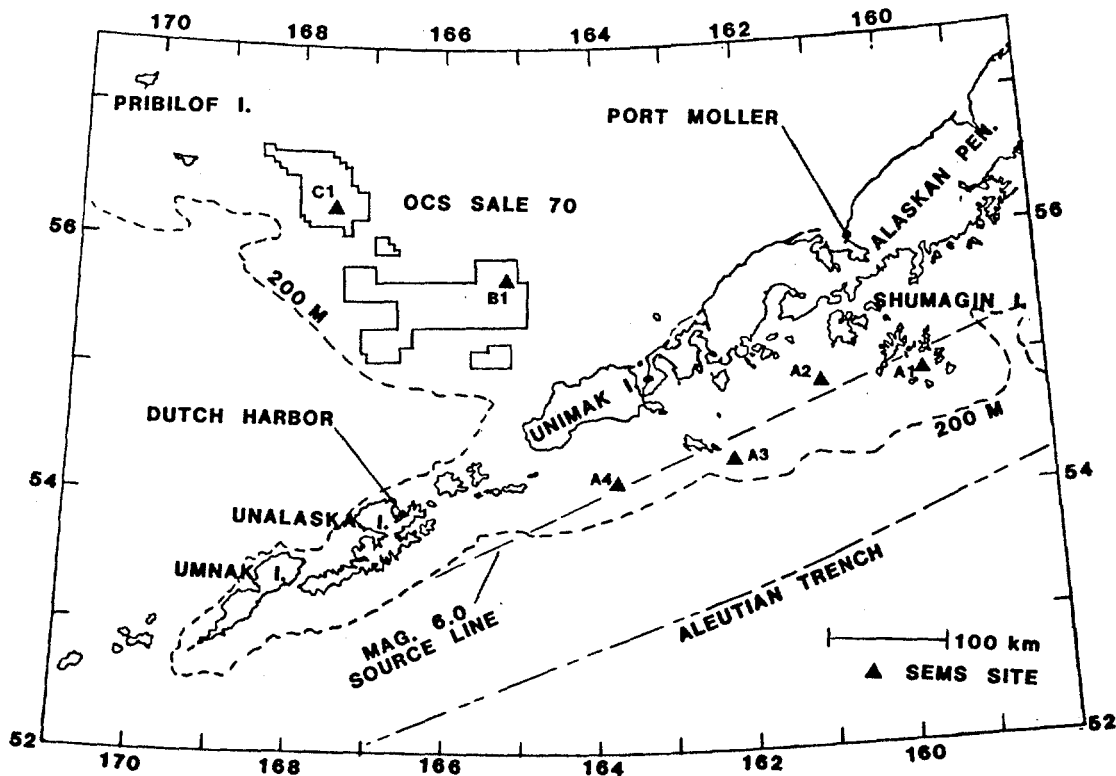 170
164
162
160
168
166
PRIBILOF I.
PORT MOLLER
ALASKAN PEN.
C1
OCS SALE 70
56
56
200 M
B1
SHUMAGIN I.
A2
A1
DUTCH HARBOR
UNIMAK I.
200 M
A3
54
A4
54
UNALASKA I.
UMNAK I.
MAG. 6.0
SOURCE LINE
ALEUTIAN TRENCH
100 km
SEMS SITE
52
52
170
168
166
164
162
160